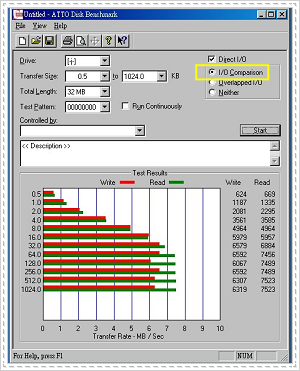 Untitled - ATTO Disk Benchmark
File View Help
Drive: [-i-] Direct I/O
Transfer Size: 0.5 to 1024.0 KB I/O Comparison
Total Length: 32 MB Overlapped I/O
Neither
Test Pattern: 00000000 Run Continuously
Controlled by:
Start
<< Description >>
Test Results
Write Read Write Read
0.5 624 669
1.0 1187 1335
2.0 2081 2295
4.0 3561 3585
8.0 4964 4964
16.0 5979 5957
32.0 6579 6884
64.0 6592 7456
128.0 6067 7489
256.0 6592 7489
512.0 6307 7523
1024.0 6319 7523
0 1 2 3 4 5 6 7 8 9 10
Transfer Rate - MB / Sec
For Help, press F1 NUM